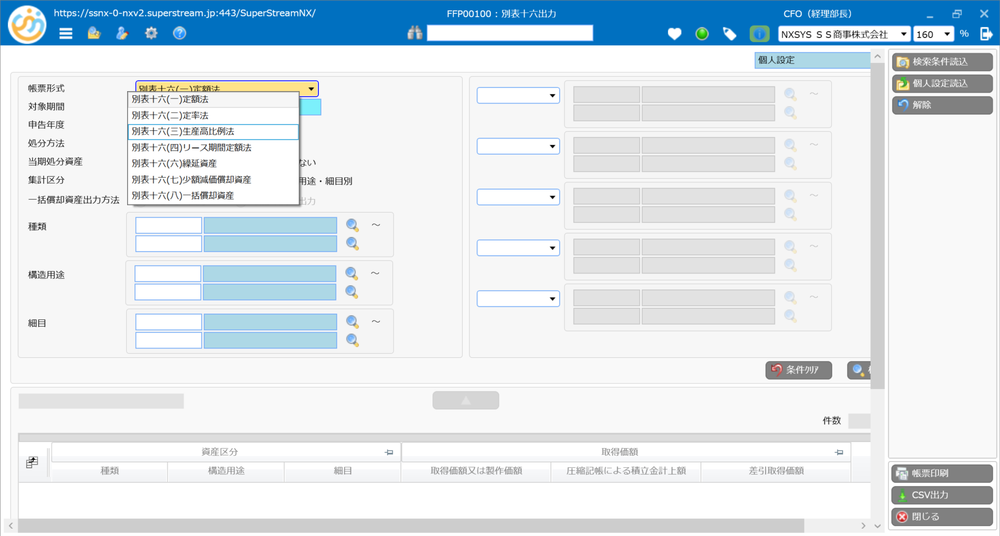 https://ssnx-0-nxv2.superstream.jp:443/SuperStreamNX/
FFP00100：別表十六出力
CFO（経理部長）
NXSYS ＳＳ商事株式会社
160
%
個人設定
検索条件読込
個人設定読込
解除
帳票形式
別表十六(一)定額法
別表十六(一)定額法
別表十六(二)定率法
別表十六(三)生産高比例法
別表十六(四)リース期間定額法
別表十六(六)繰延資産
別表十六(七)少額減価償却資産
別表十六(八)一括償却資産
対象期間
申告年度
処分方法
当期処分資産
ない
集計区分
用途・細目別
一括償却資産出力方法
出力
種類
～
構造用途
～
細目
～
～
～
～
～
～
条件ｸﾘｱ
件数
資産区分
取得価額
種類
構造用途
細目
取得価額又は製作価額
圧縮記帳による積立金計上額
差引取得価額
帳票印刷
CSV出力
閉じる